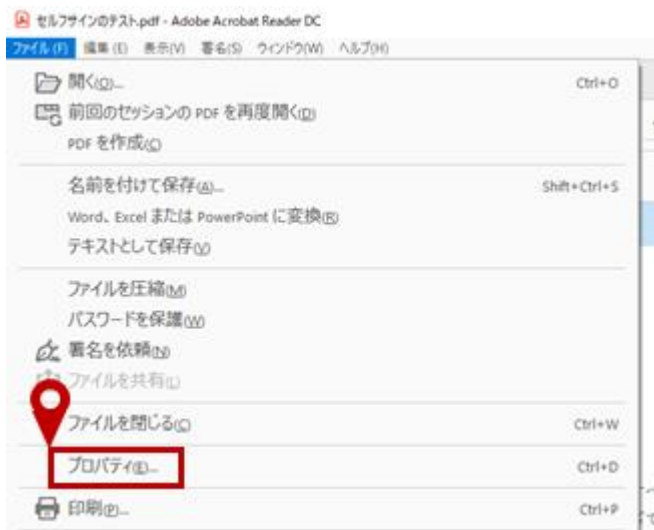 セルフサインのテスト.pdf - Adobe Acrobat Reader DC
ファイル(F) 編集(E) 表示(V) 署名(S) ウィンドウ(W) ヘルプ(H)
開く(O)... Ctrl+O
前回のセッションの PDF を再度開く(D)
PDF を作成(C)
名前を付けて保存(A)... Shift+Ctrl+S
Word、Excel または PowerPoint に変換(R)
テキストとして保存(V)
ファイルを圧縮(M)
パスワードを保護(W)
署名を依頼(N)
ファイルを共有(L)
ファイルを閉じる(C) Ctrl+W
プロパティ(E)... Ctrl+D
印刷(P)... Ctrl+P